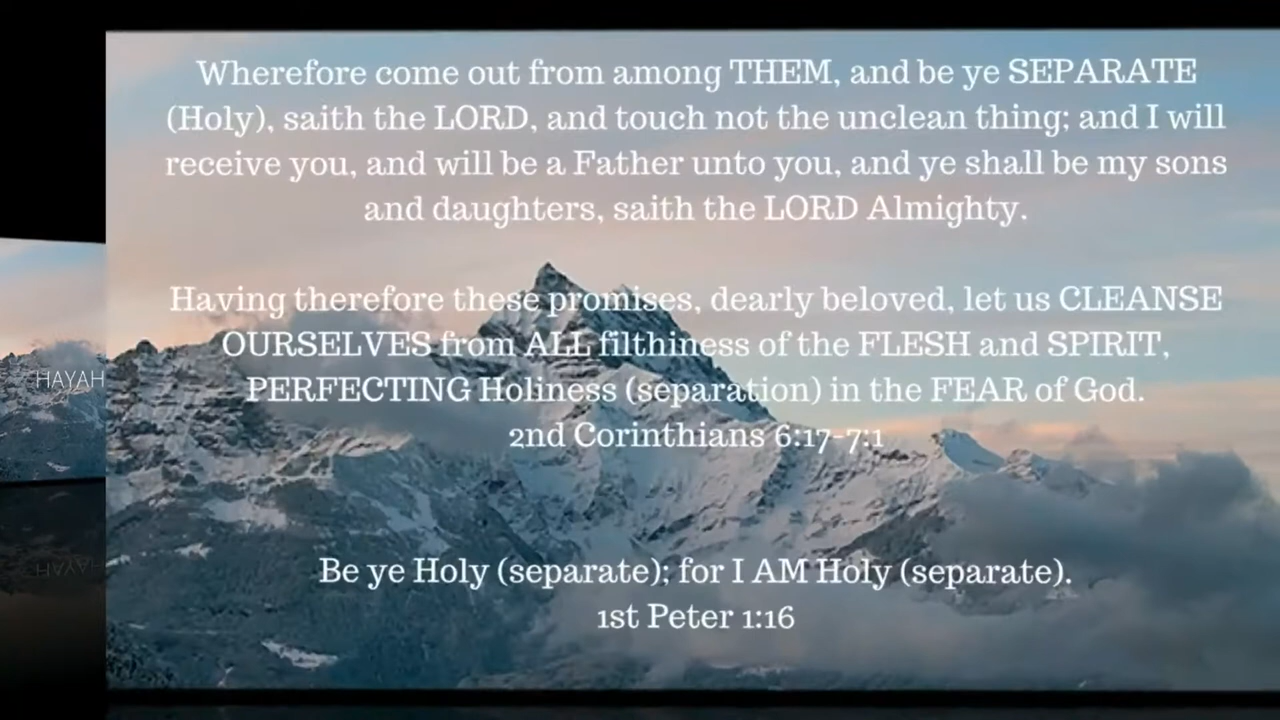 Wherefore come out from among THEM, and be ye SEPARATE
(Holy), saith the LORD, and touch not the unclean thing; and I will
receive you, and will be a Father unto you, and ye shall be my sons
and daughters, saith the LORD Almighty.
Having therefore these promises, dearly beloved, let us CLEANSE
OURSELVES from ALL filthiness of the FLESH and SPIRIT,
PERFECTING Holiness (separation) in the FEAR of God.
2nd Corinthians 6:17-7:1
Be ye Holy (separate); for I AM Holy (separate).
1st Peter 1:16
HAYAH